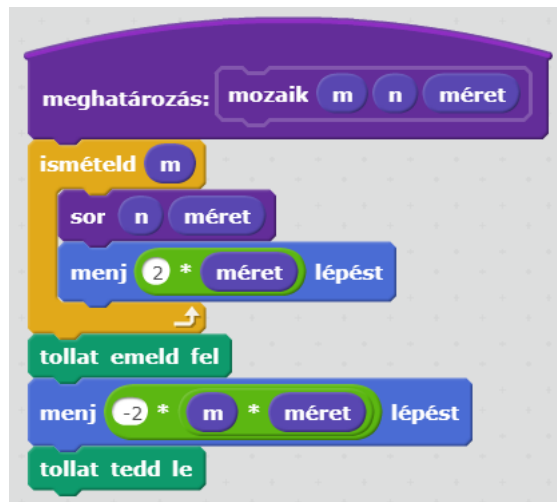 meghatározás: mozaik m n méret
ismételd m
sor n méret
menj 2 * méret lépést
tollat emeld fel
menj -2 * m * méret lépést
tollat tedd le